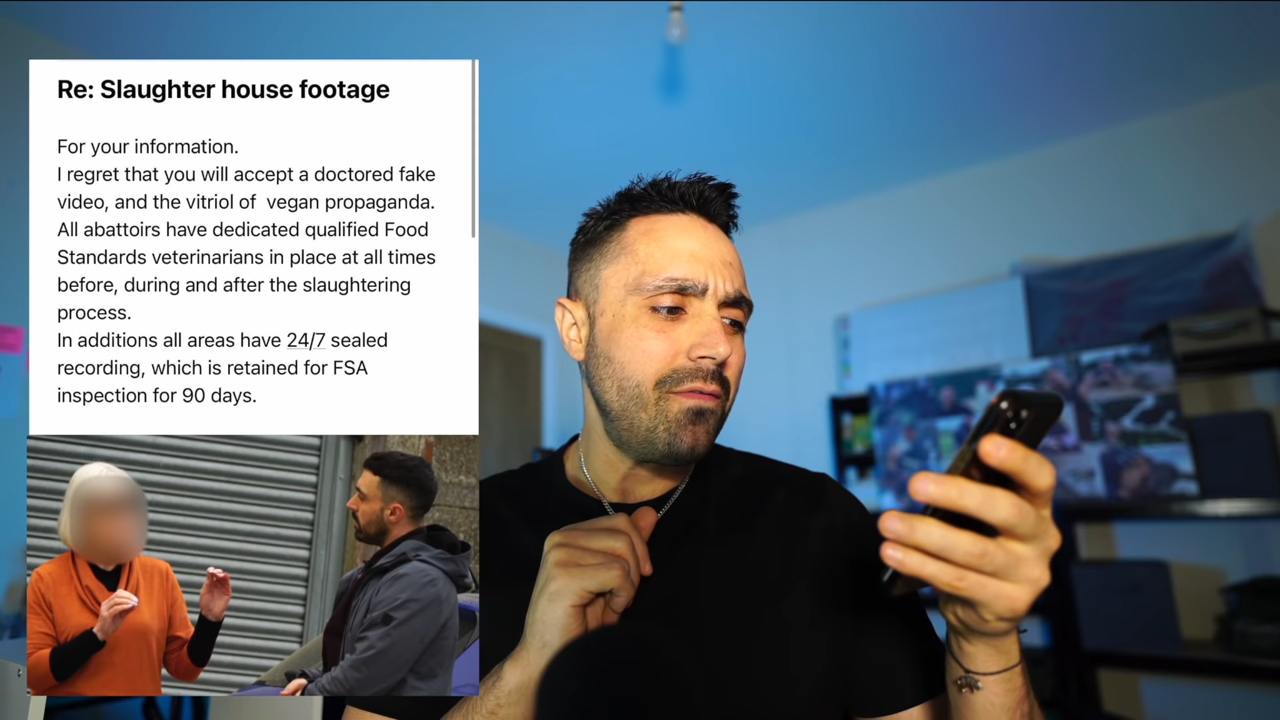 Re: Slaughter house footage
For your information.
I regret that you will accept a doctored fake
video, and the vitriol of  vegan propaganda.
All abattoirs have dedicated qualified Food
Standards veterinarians in place at all times
before, during and after the slaughtering
process.
In additions all areas have 24/7 sealed
recording, which is retained for FSA
inspection for 90 days.